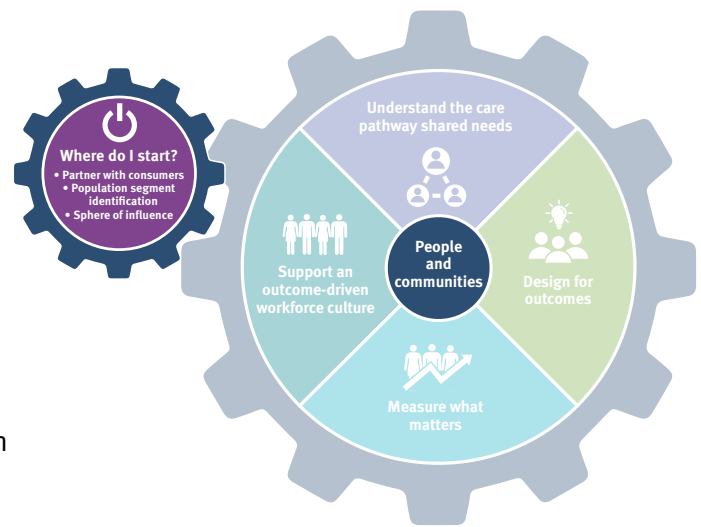 Where do I start?
• Partner with consumers
• Population segment
identification
• Sphere of influence
Understand the care
pathway shared needs
Design for
outcomes
Measure what
matters
Support an
outcome-driven
workforce culture
People
and
communities